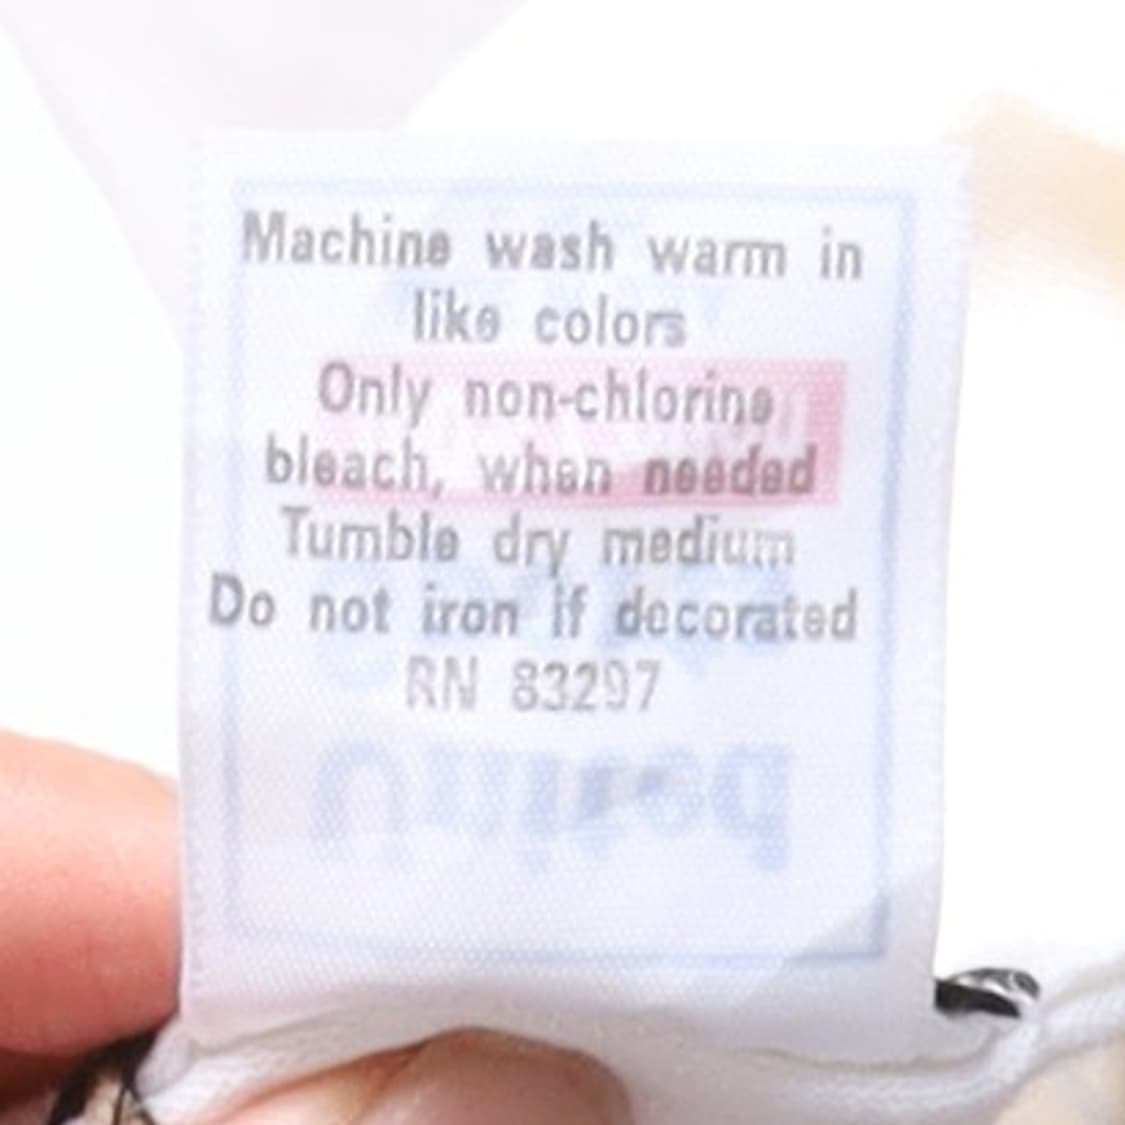 Machine wash warm in
like colors
Only non-chlorine
bleach, when needed
Tumble dry medium
Do not iron if decorated
RN 83297